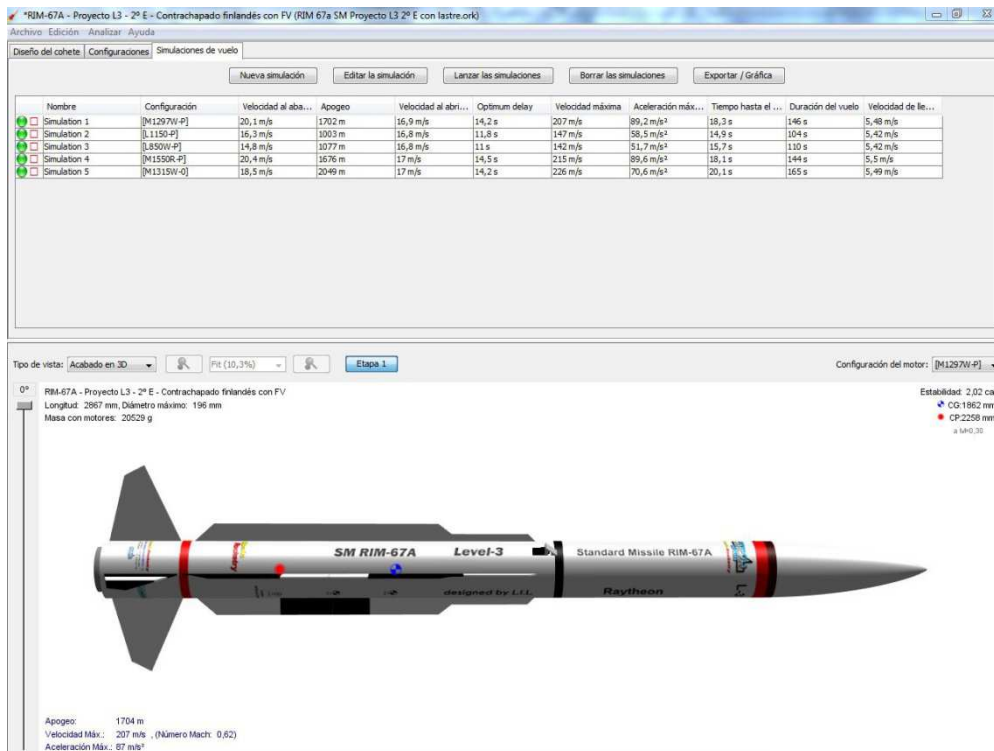 *RIM-67A - Proyecto L3 - 2º E - Contrachapado finlandés con FV (RIM 67a SM Proyecto L3 2º E con lastre.ork)
Archivo Edición Analizar Ayuda
Diseño del cohete Configuraciones Simulaciones de vuelo
Nueva simulación Editar la simulación Lanzar las simulaciones Borrar las simulaciones Exportar / Gráfica
Nombre Configuración Velocidad al aba... Apogeo Velocidad al abri... Optimum delay Velocidad máxima Aceleración máx... Tiempo hasta el ... Duración del vuelo Velocidad de lle...
Simulation 1 [M1297W-P] 20,1 m/s 1702 m 16,9 m/s 14,2 s 207 m/s 89,2 m/s² 18,3 s 146 s 5,48 m/s
Simulation 2 [L1150-P] 16,3 m/s 1003 m 16,8 m/s 11,8 s 147 m/s 58,5 m/s² 14,9 s 104 s 5,42 m/s
Simulation 3 [L850W-P] 14,8 m/s 1077 m 16,8 m/s 11 s 142 m/s 51,7 m/s² 15,7 s 110 s 5,42 m/s
Simulation 4 [M1550R-P] 20,4 m/s 1676 m 17 m/s 14,5 s 215 m/s 89,6 m/s² 18,1 s 144 s 5,5 m/s
Simulation 5 [M1315W-0] 18,5 m/s 2049 m 17 m/s 14,2 s 226 m/s 70,6 m/s² 20,1 s 165 s 5,49 m/s
Tipo de vista: Acabado en 3D Fit (10,3%) Etapa 1 Configuración del motor: [M1297W-P]
0° RIM-67A - Proyecto L3 - 2º E - Contrachapado finlandés con FV Estabilidad: 2,02 ca
Longitud: 2867 mm, Diámetro máximo: 196 mm CG:1862 mm
Masa con motores: 20529 g CP:2258 mm
a M=0,30
SM RIM-67A Level-3 Standard Missile RIM-67A
designed by L.I.L. Raytheon
Apogeo: 1704 m
Velocidad Máx.: 207 m/s , (Número Mach: 0,62)
Aceleración Máx.: 87 m/s²